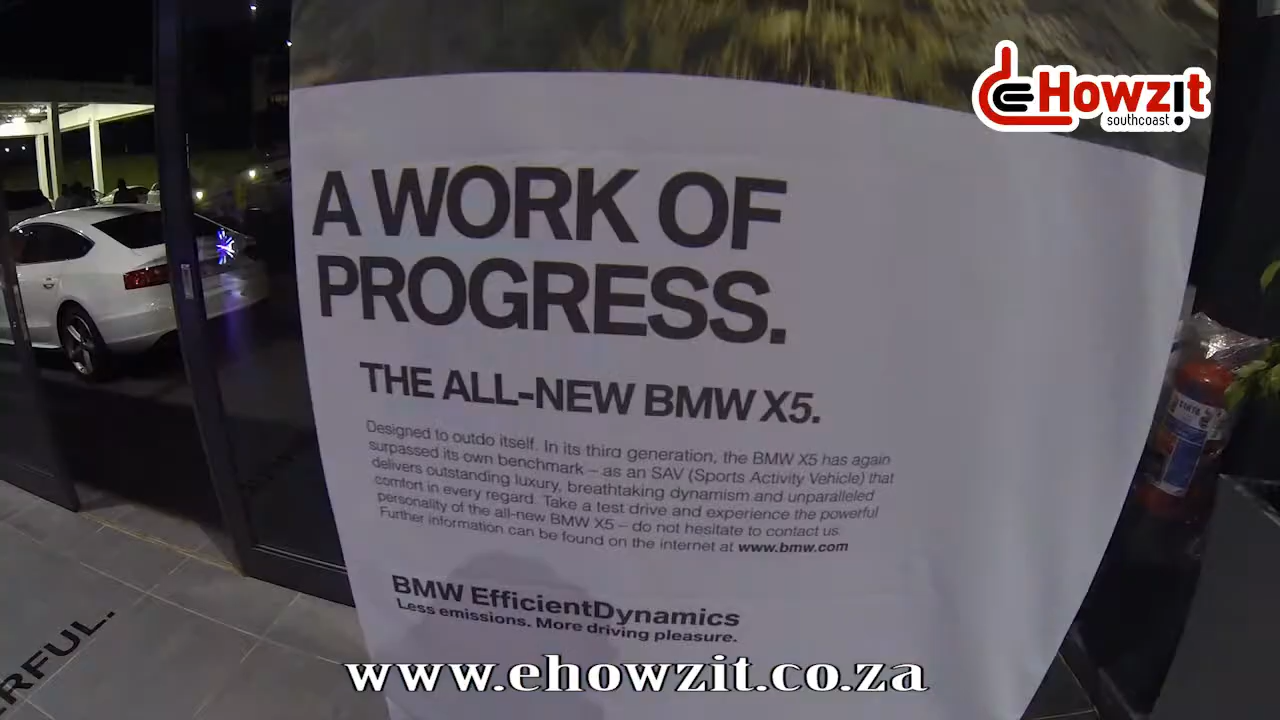 eHowzit
southcoast
A WORK OF
PROGRESS.
THE ALL-NEW BMW X5.
Designed to outdo itself. In its third generation, the BMW X5 has again
surpassed its own benchmark – as an SAV (Sports Activity Vehicle) that
delivers outstanding luxury, breathtaking dynamism and unparalleled
comfort in every regard. Take a test drive and experience the powerful
personality of the all-new BMW X5 – do not hesitate to contact us.
Further information can be found on the internet at www.bmw.com
BMW EfficientDynamics
Less emissions. More driving pleasure.
ERFUL.
www.ehowzit.co.za